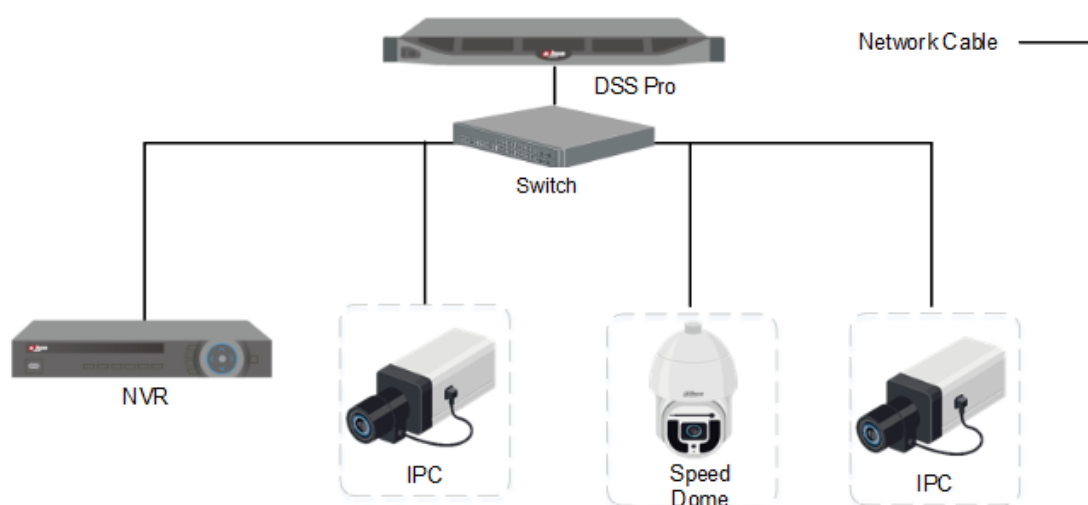 Network Cable
DSS Pro
Switch
NVR
IPC
Speed
Dome
IPC